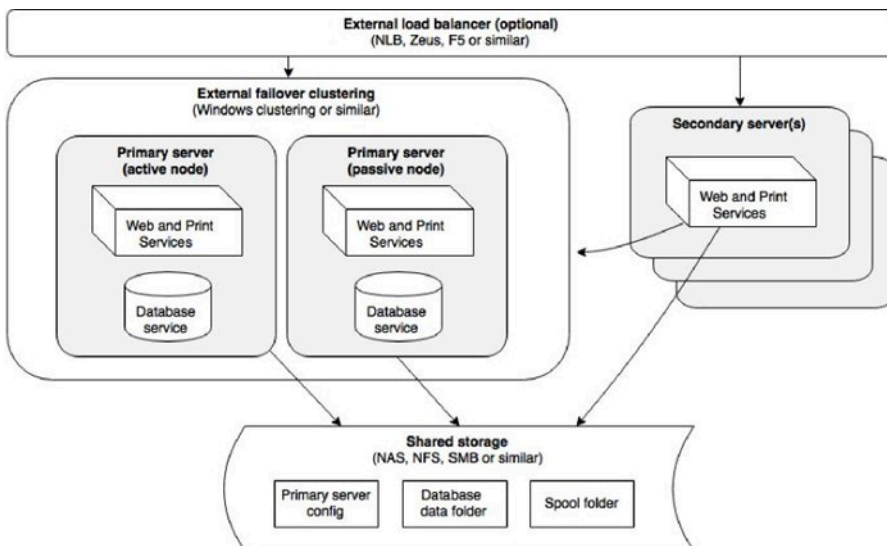 External load balancer (optional)
(NLB, Zeus, F5 or similar)
External failover clustering
(Windows clustering or similar)
Primary server
(active node)
Web and Print
Services
Database
service
Primary server
(passive node)
Web and Print
Services
Database
service
Secondary server(s)
Web and Print
Services
Shared storage
(NAS, NFS, SMB or similar)
Primary server
config
Database
data folder
Spool folder